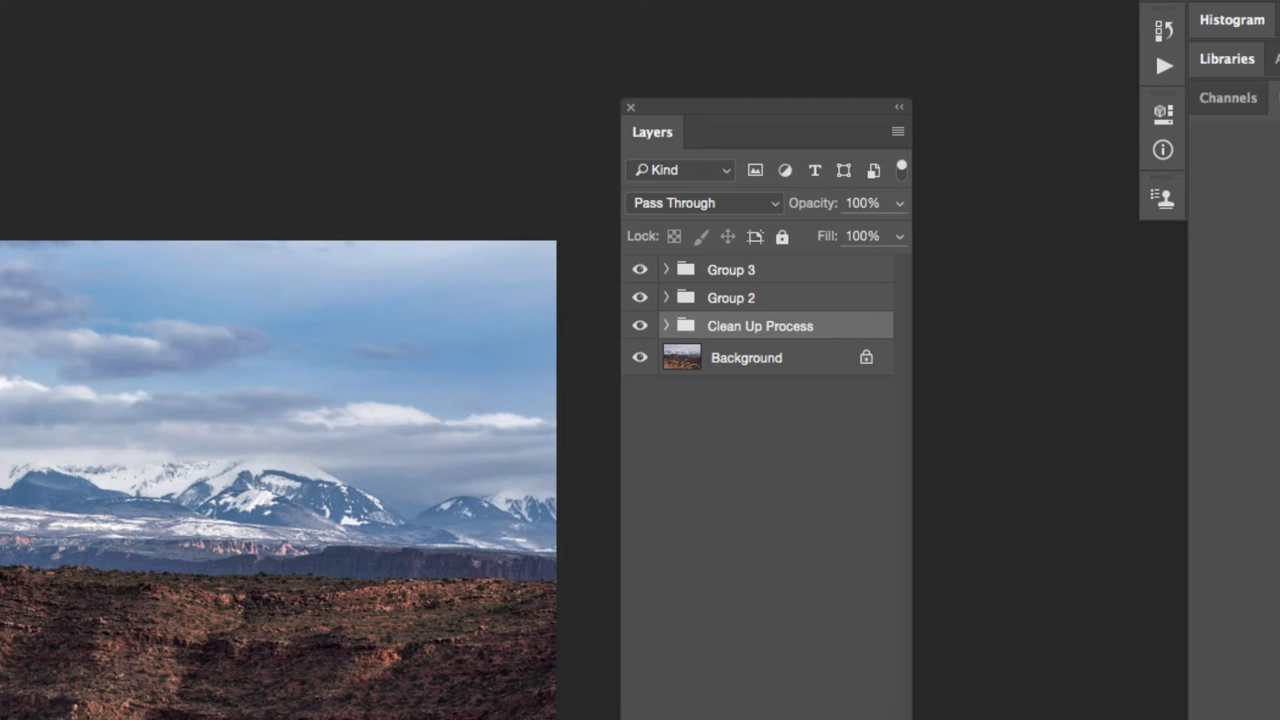 Histogram
Libraries
Channels
Layers
Kind
Pass Through
Opacity: 100%
Lock:
Fill: 100%
Group 3
Group 2
Clean Up Process
Background